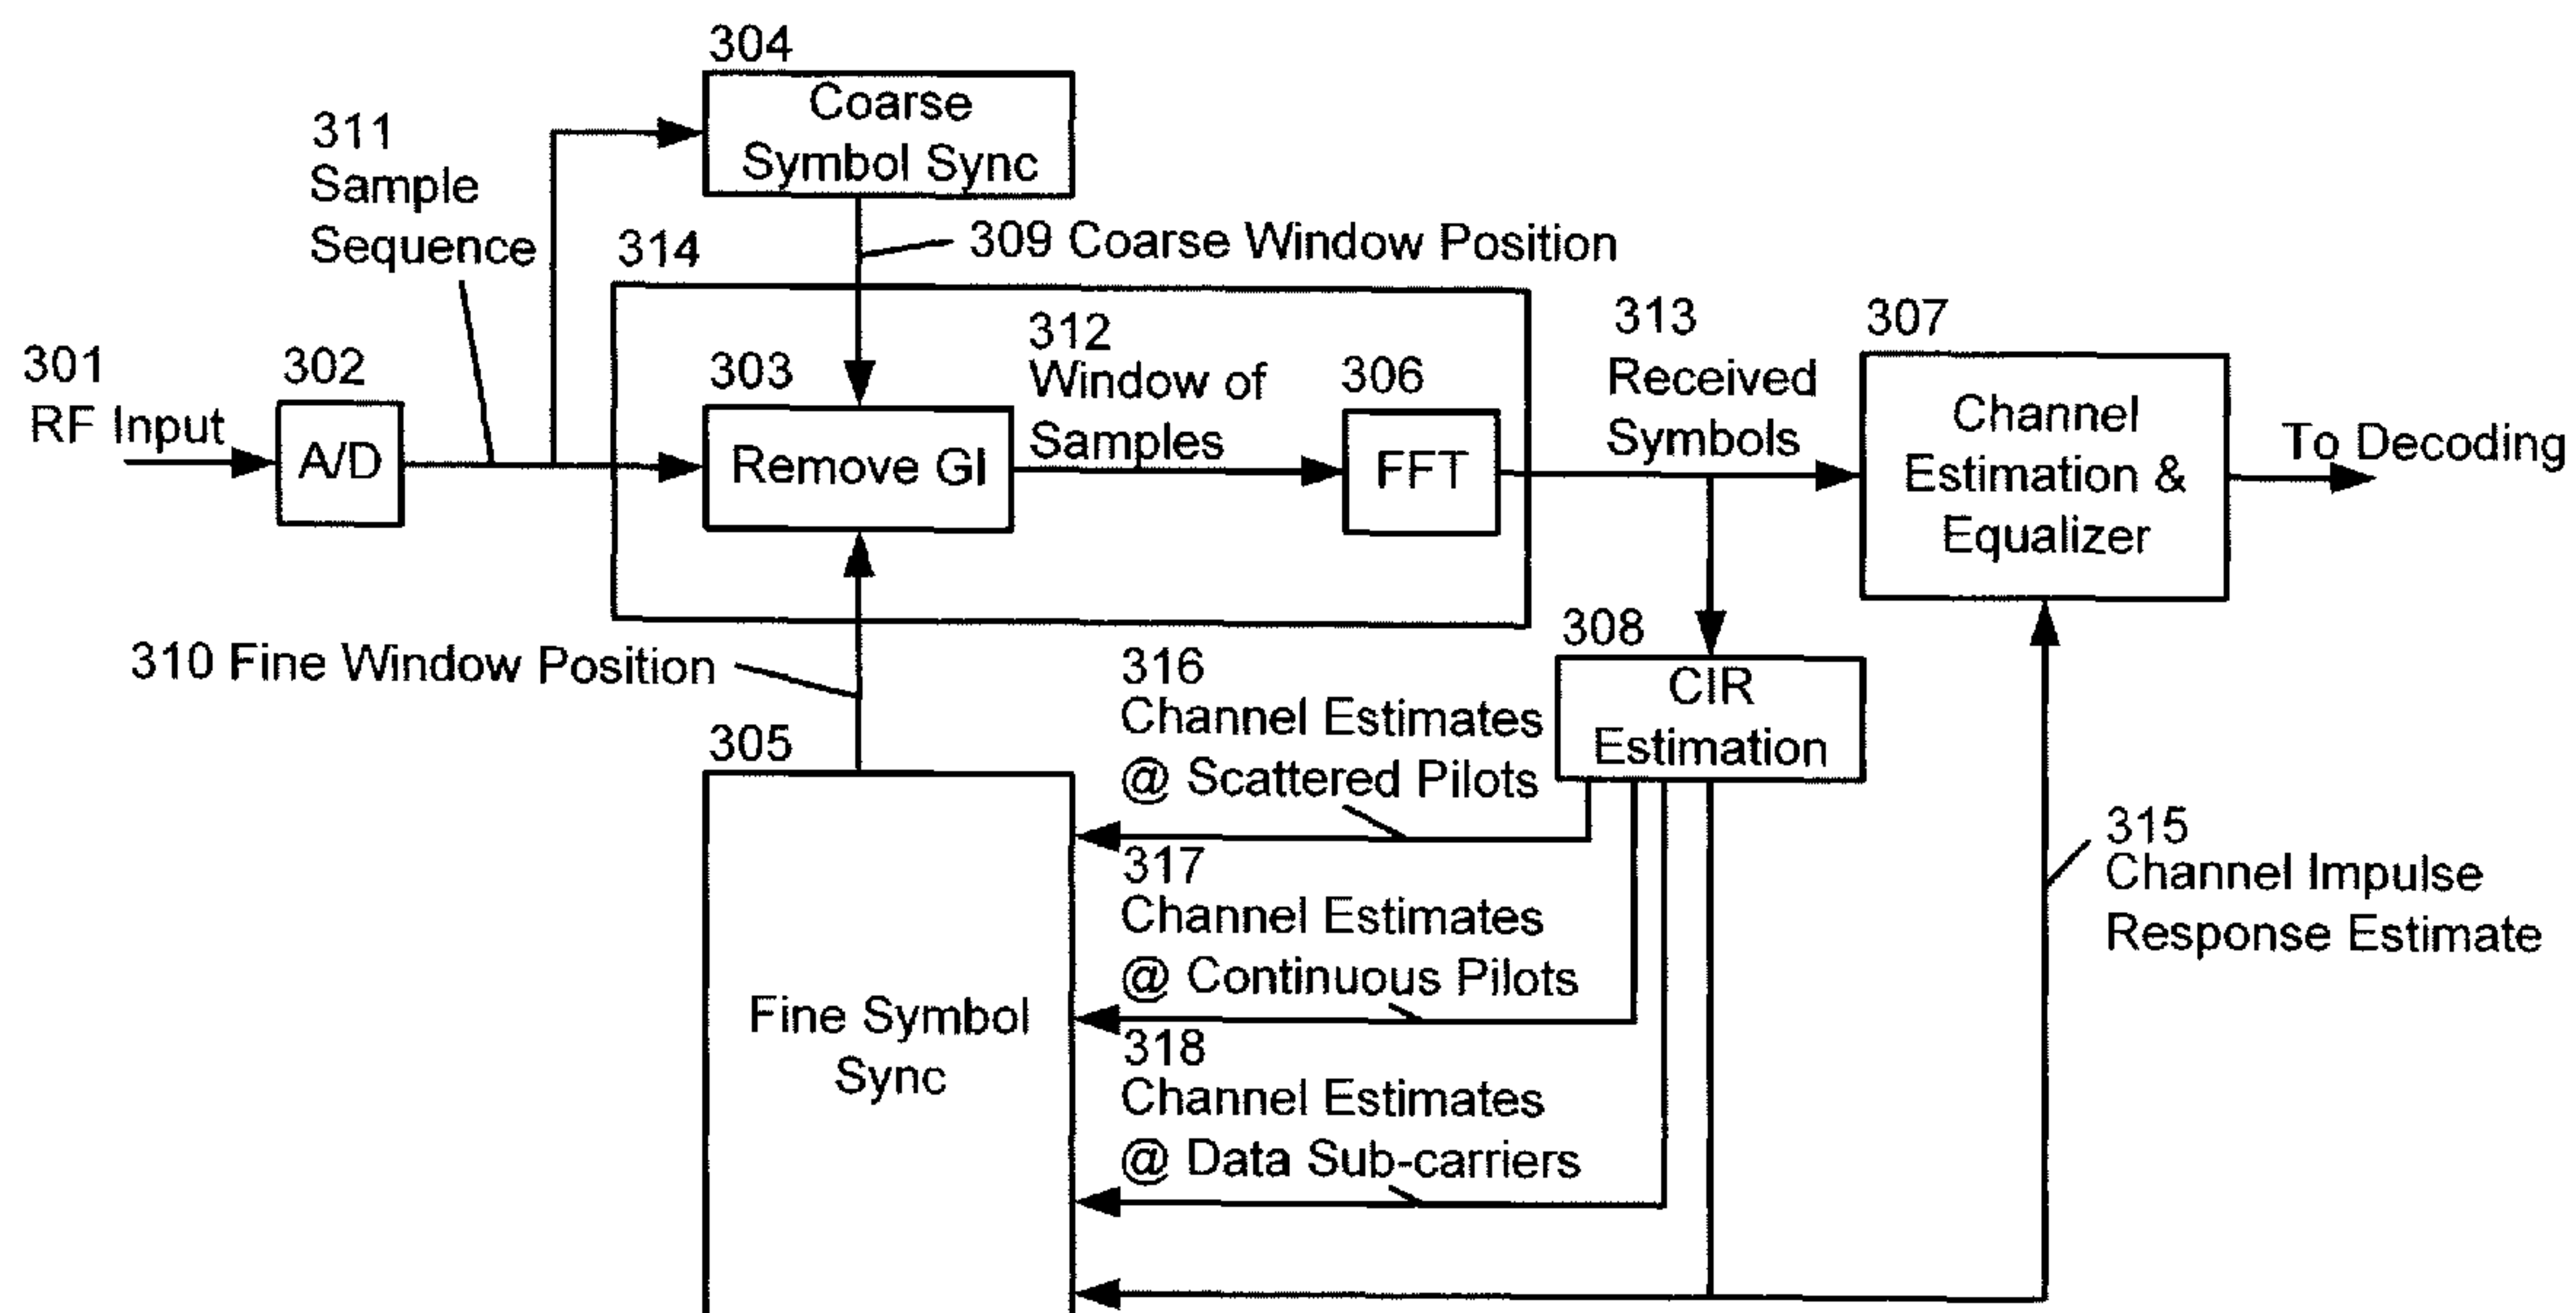 304
Coarse
Symbol Sync
311
Sample
Sequence
314
309 Coarse Window Position
301
RF Input
302
A/D
303
Remove GI
312
Window of
Samples
306
FFT
313
Received
Symbols
307
Channel
Estimation &
Equalizer
To Decoding
310 Fine Window Position
308
CIR
Estimation
316
Channel Estimates
@ Scattered Pilots
305
Fine Symbol
Sync
317
Channel Estimates
@ Continuous Pilots
318
Channel Estimates
@ Data Sub-carriers
315
Channel Impulse
Response Estimate